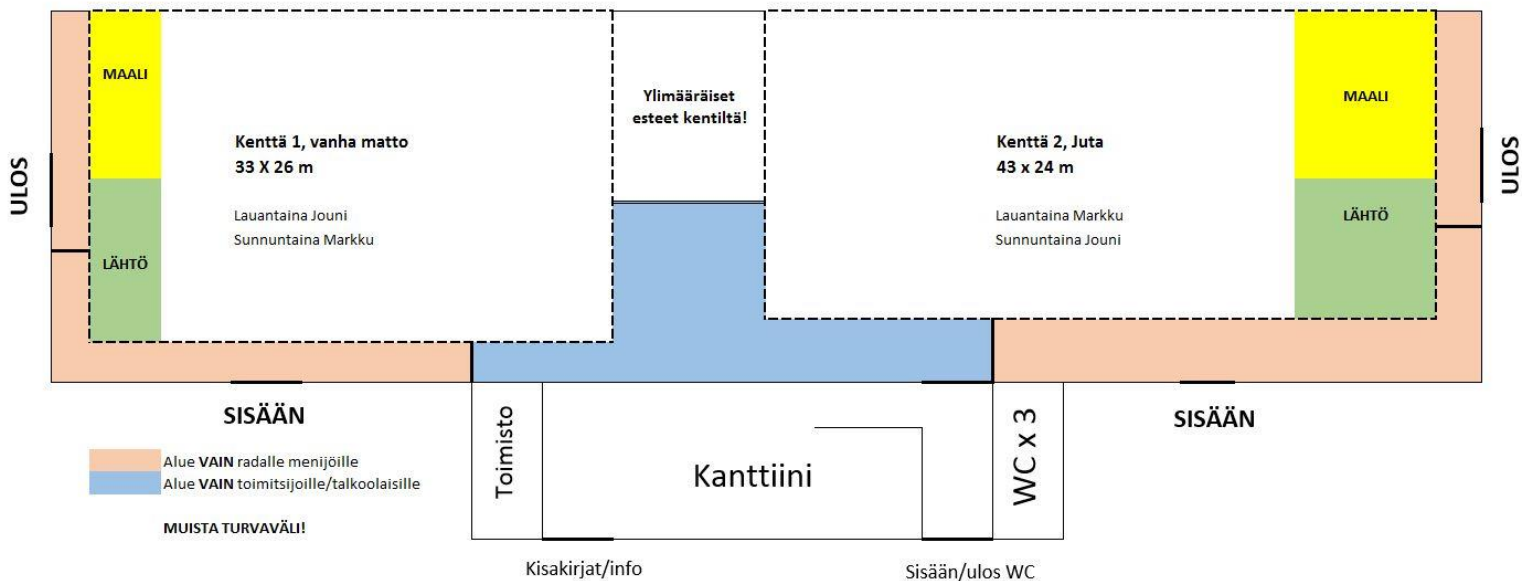 MAALI
Ylimääräiset
esteet kentiltä!
MAALI
Kenttä 1, vanha matto
33 X 26 m
Kenttä 2, Juta
43 x 24 m
ULOS
ULOS
Lauantaina Jouni
Sunnuntaina Markku
Lauantaina Markku
Sunnuntaina Jouni
LÄHTÖ
LÄHTÖ
SISÄÄN
SISÄÄN
Alue VAIN radalle menijöille
Alue VAIN toimitsijoille/talkoolaisille
MUISTA TURVAVÄLI!
Toimisto
Kanttiini
WC x 3
Kisakirjat/info
Sisään/ulos WC